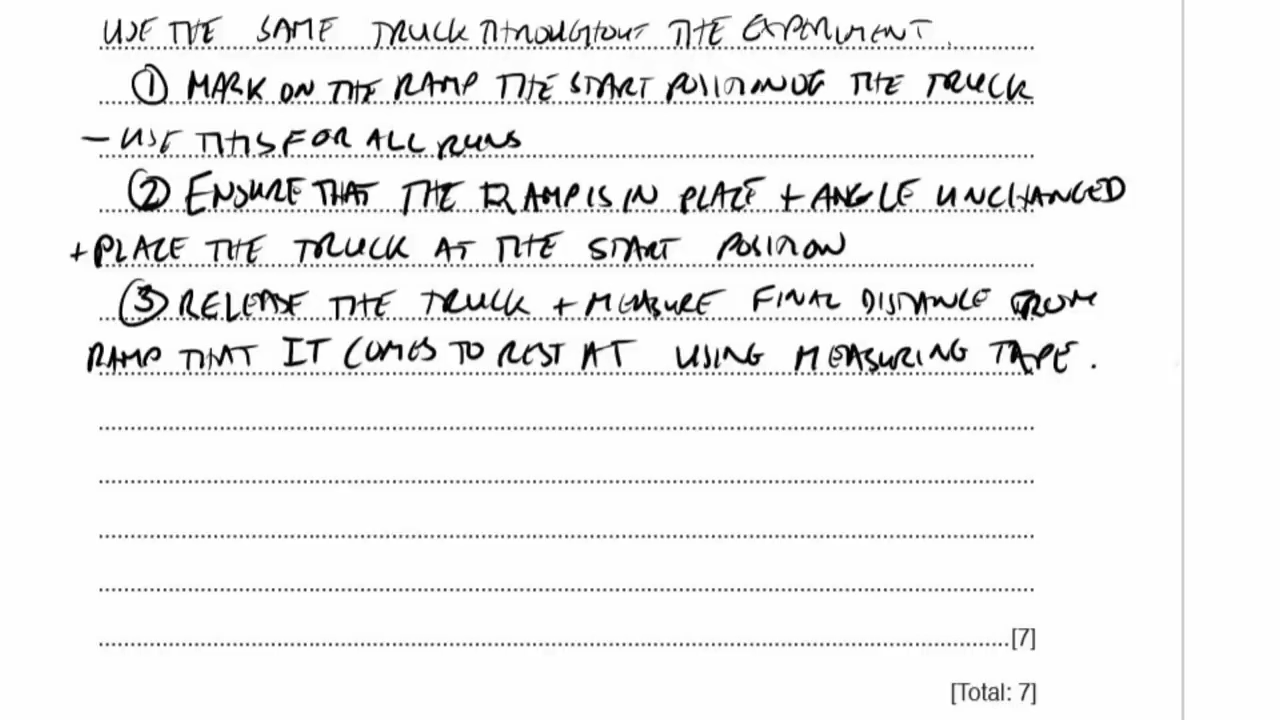 USE THE SAME TRUCK THROUGHOUT THE EXPERIMENT.
① MARK ON THE RAMP THE START POSITION OF THE TRUCK
– USE THIS FOR ALL RUNS
② ENSURE THAT THE RAMP IS IN PLACE + ANGLE UNCHANGED
+ PLACE THE TRUCK AT THE START POSITION
③ RELEASE THE TRUCK + MEASURE FINAL DISTANCE FROM
RAMP THAT IT COMES TO REST AT USING MEASURING TAPE.
[7]
[Total: 7]